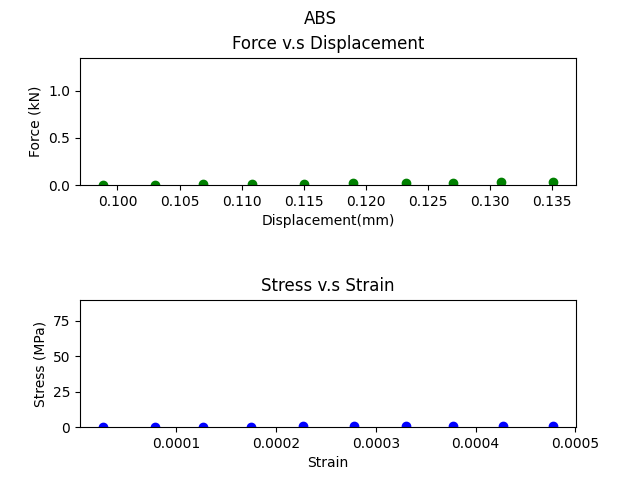 ABS
Force v.s Displacement
1.0
0.5
0.0
Force (kN)
0.100 0.105 0.110 0.115 0.120 0.125 0.130 0.135
Displacement(mm)
Stress v.s Strain
75
50
25
0
Stress (MPa)
0.0001 0.0002 0.0003 0.0004 0.0005
Strain